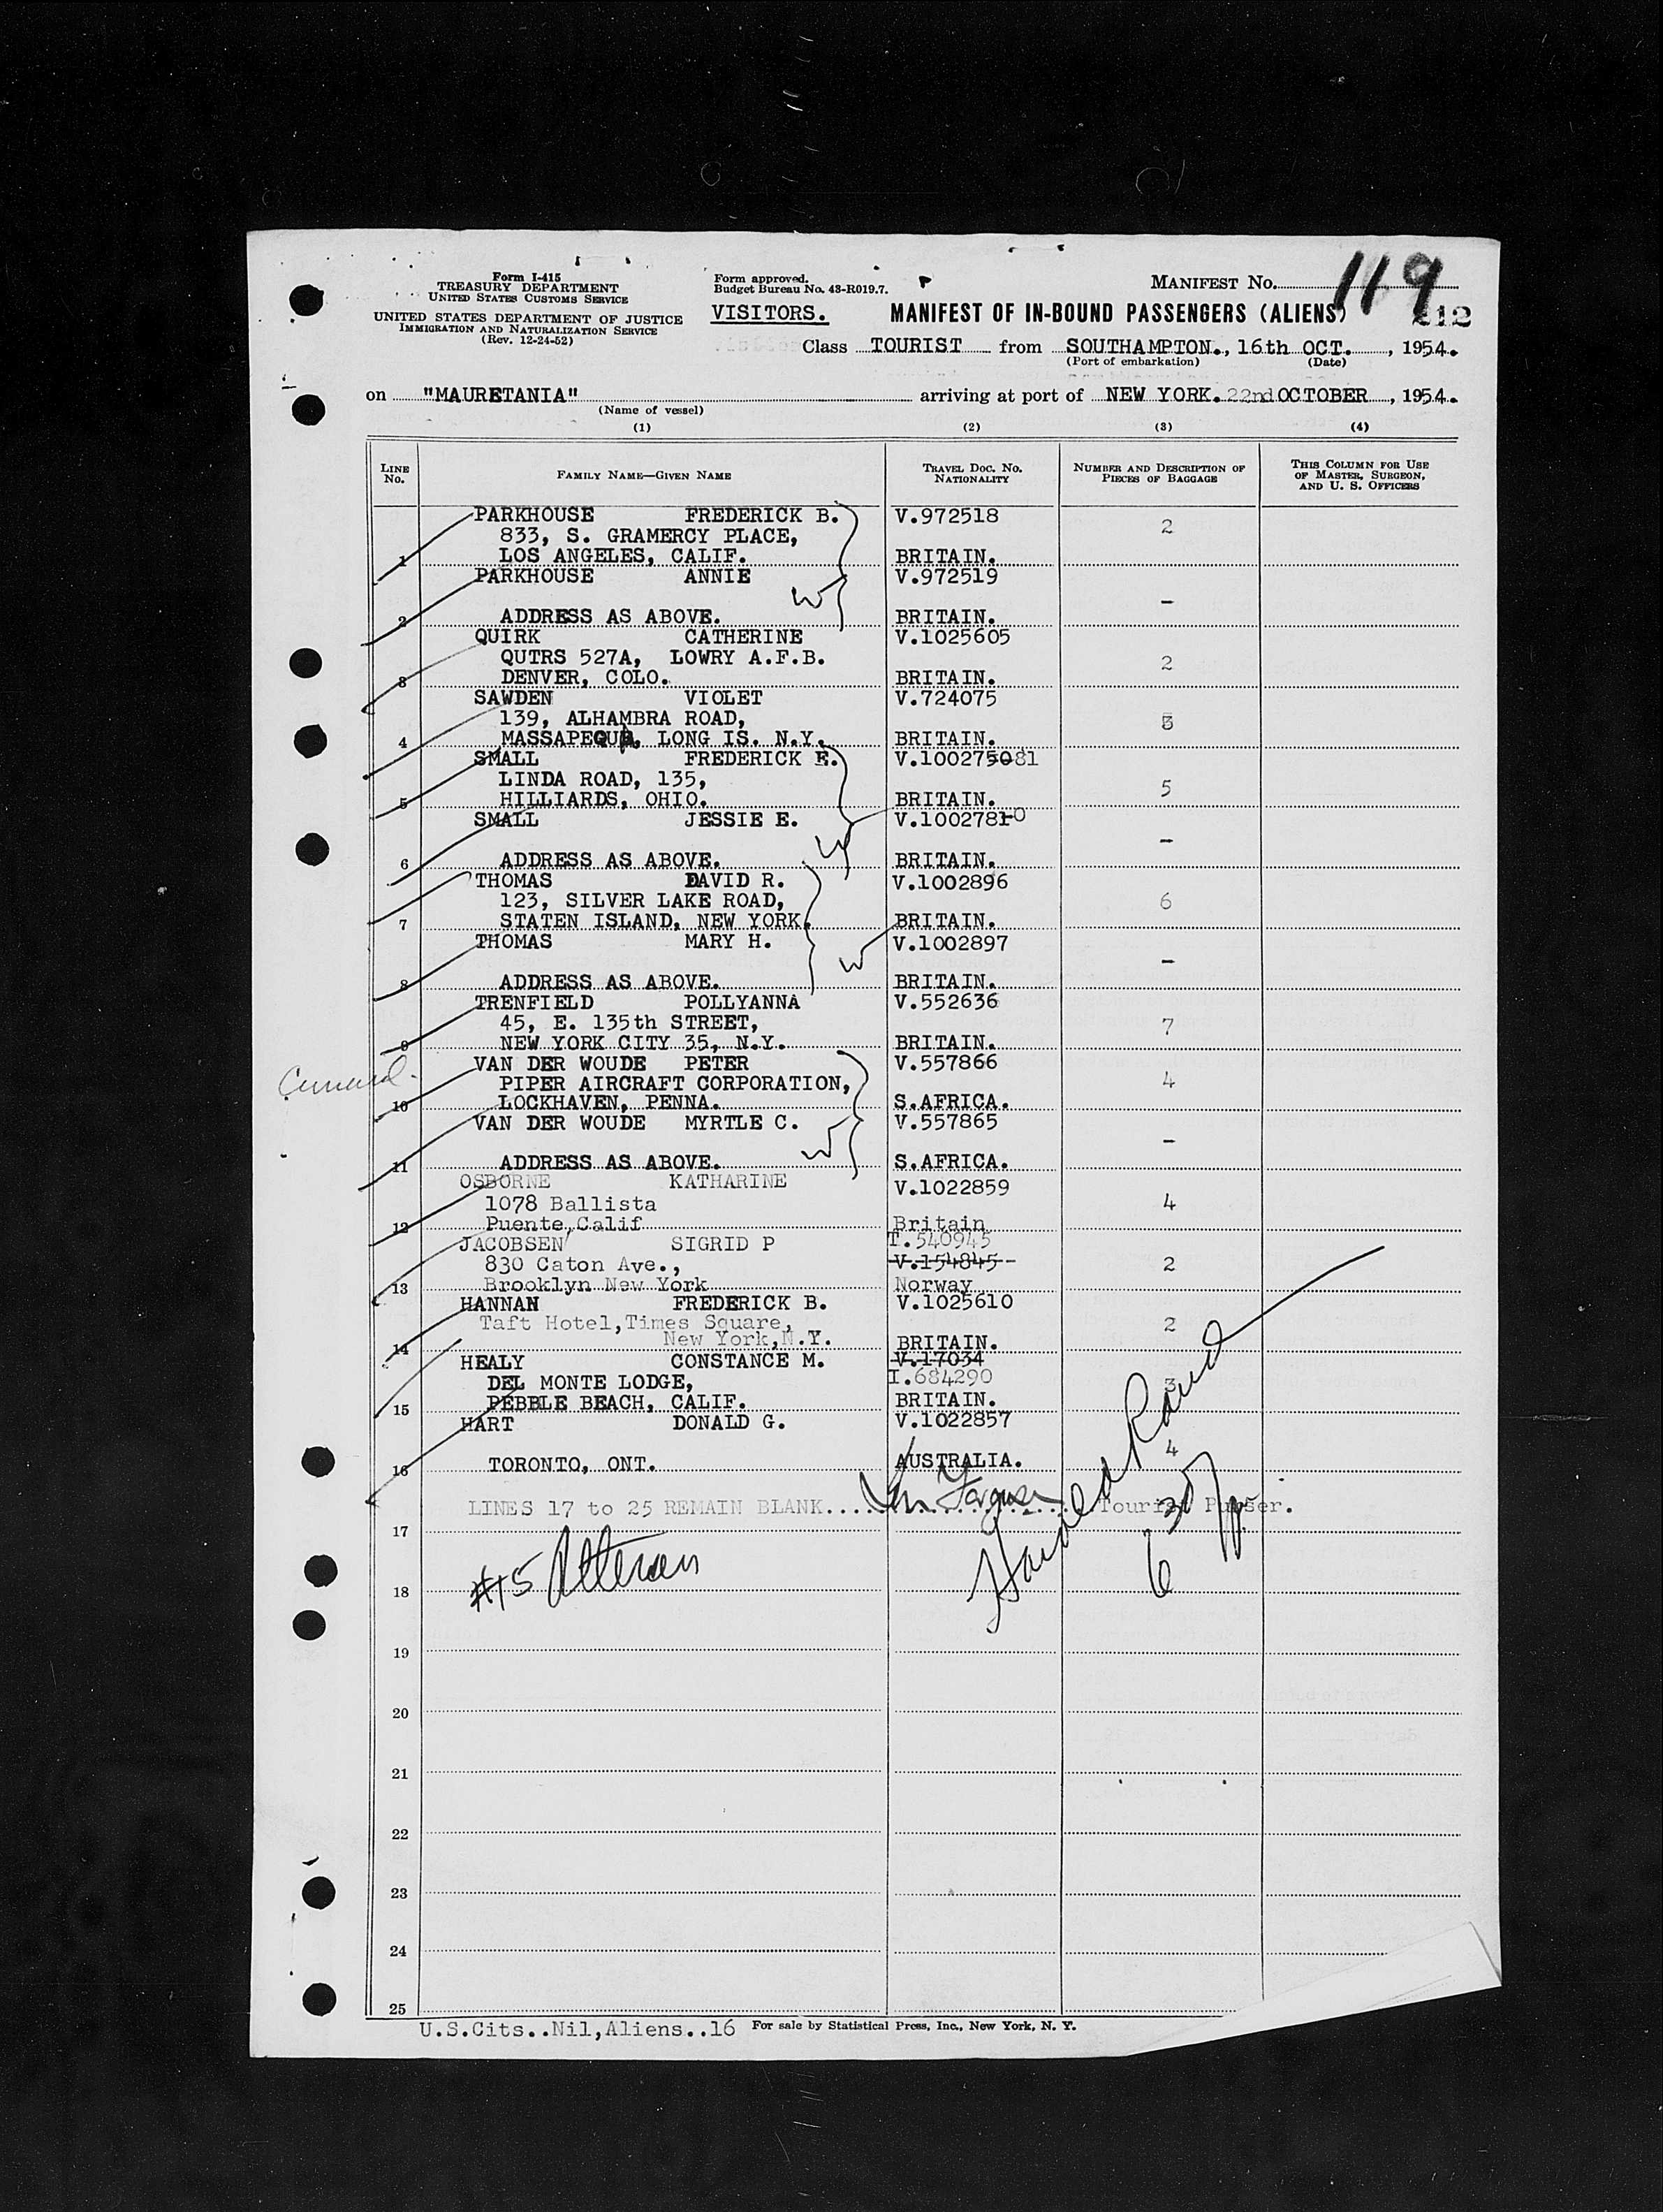 Form I-415
TREASURY DEPARTMENT
UNITED STATES CUSTOMS SERVICE
UNITED STATES DEPARTMENT OF JUSTICE
IMMIGRATION AND NATURALIZATION SERVICE
(Rev. 12-24-52)
Form approved.
Budget Bureau No. 43-R019.7.
VISITORS.
MANIFEST NO. 119
MANIFEST OF IN-BOUND PASSENGERS (ALIENS) 212
Class TOURIST from SOUTHAMPTON., 16th OCT., 1954.
(Port of embarkation) (Date)
on "MAURETANIA" arriving at port of NEW YORK. 22nd OCTOBER, 1954.
(Name of vessel)
(1) (2) (3) (4)
LINE NO. FAMILY NAME—GIVEN NAME TRAVEL DOC. NO. NATIONALITY NUMBER AND DESCRIPTION OF PIECES OF BAGGAGE THIS COLUMN FOR USE OF MASTER, SURGEON, AND U. S. OFFICERS
PARKHOUSE FREDERICK B. V.972518
833, S. GRAMERCY PLACE, 2
1 LOS ANGELES, CALIF. BRITAIN.
PARKHOUSE ANNIE V.972519
W -
2 ADDRESS AS ABOVE. BRITAIN.
QUIRK CATHERINE V.1025605
QUTRS 527A, LOWRY A.F.B. 2
3 DENVER, COLO. BRITAIN.
SAWDEN VIOLET V.724075
139, ALHAMBRA ROAD, 3
4 MASSAPEQUA, LONG IS. N.Y. BRITAIN.
SMALL FREDERICK E. V.100275081
LINDA ROAD, 135, 5
5 HILLIARDS, OHIO. BRITAIN.
SMALL JESSIE E. V.10027810
-
6 ADDRESS AS ABOVE. BRITAIN.
THOMAS DAVID R. V.1002896
123, SILVER LAKE ROAD, 6
7 STATEN ISLAND, NEW YORK. BRITAIN.
THOMAS MARY H. V.1002897
W -
8 ADDRESS AS ABOVE. BRITAIN.
TRENFIELD POLLYANNA V.552636
45, E. 135th STREET, 7
9 NEW YORK CITY 35, N.Y. BRITAIN.
VAN DER WOUDE PETER V.557866
Cunard. PIPER AIRCRAFT CORPORATION, 4
10 LOCKHAVEN, PENNA. S.AFRICA.
VAN DER WOUDE MYRTLE C. V.557865
W -
11 ADDRESS AS ABOVE. S.AFRICA.
OSBORNE KATHARINE V.1022859
1078 Ballista 4
12 Puente, Calif Britain
JACOBSEN SIGRID P T.540945
830 Caton Ave., V.154845-- 2
13 Brooklyn New York Norway
HANNAH FREDERICK B. V.1025610
Taft Hotel,Times Square, 2
14 New York,N.Y. BRITAIN.
HEALY CONSTANCE M. V.17034
DEL MONTE LODGE, I.684290 3
15 PEBBLE BEACH, CALIF. BRITAIN.
HART DONALD G. V.1022857
4
16 TORONTO, ONT. AUSTRALIA.
LINES 17 to 25 REMAIN BLANK........................ Tourist Purser.
17
#15
18
19
20
21
22
23
24
25
U.S.Cits..Nil,Aliens..16 For sale by Statistical Press, Inc., New York, N. Y.